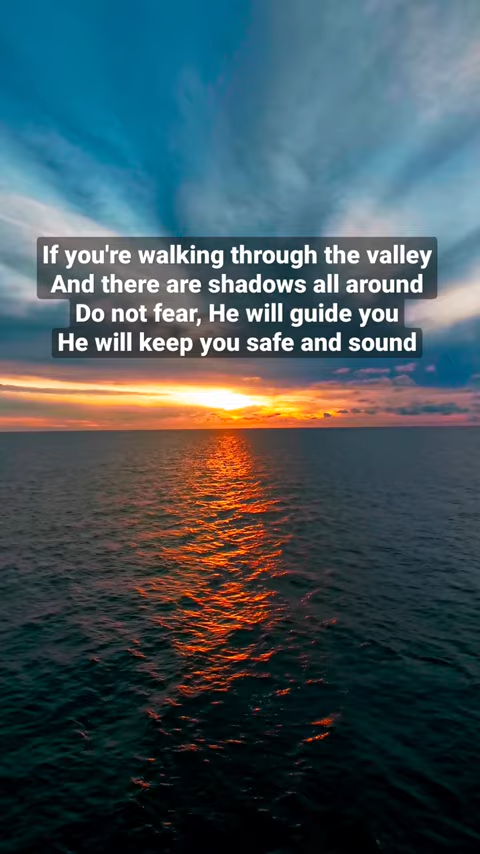 If you're walking through the valley
And there are shadows all around
Do not fear, He will guide you
He will keep you safe and sound